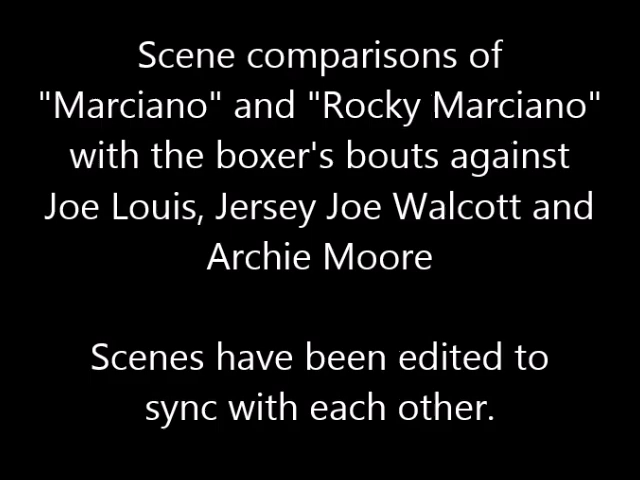 Scene comparisons of
"Marciano" and "Rocky Marciano"
with the boxer's bouts against
Joe Louis, Jersey Joe Walcott and
Archie Moore
Scenes have been edited to
sync with each other.